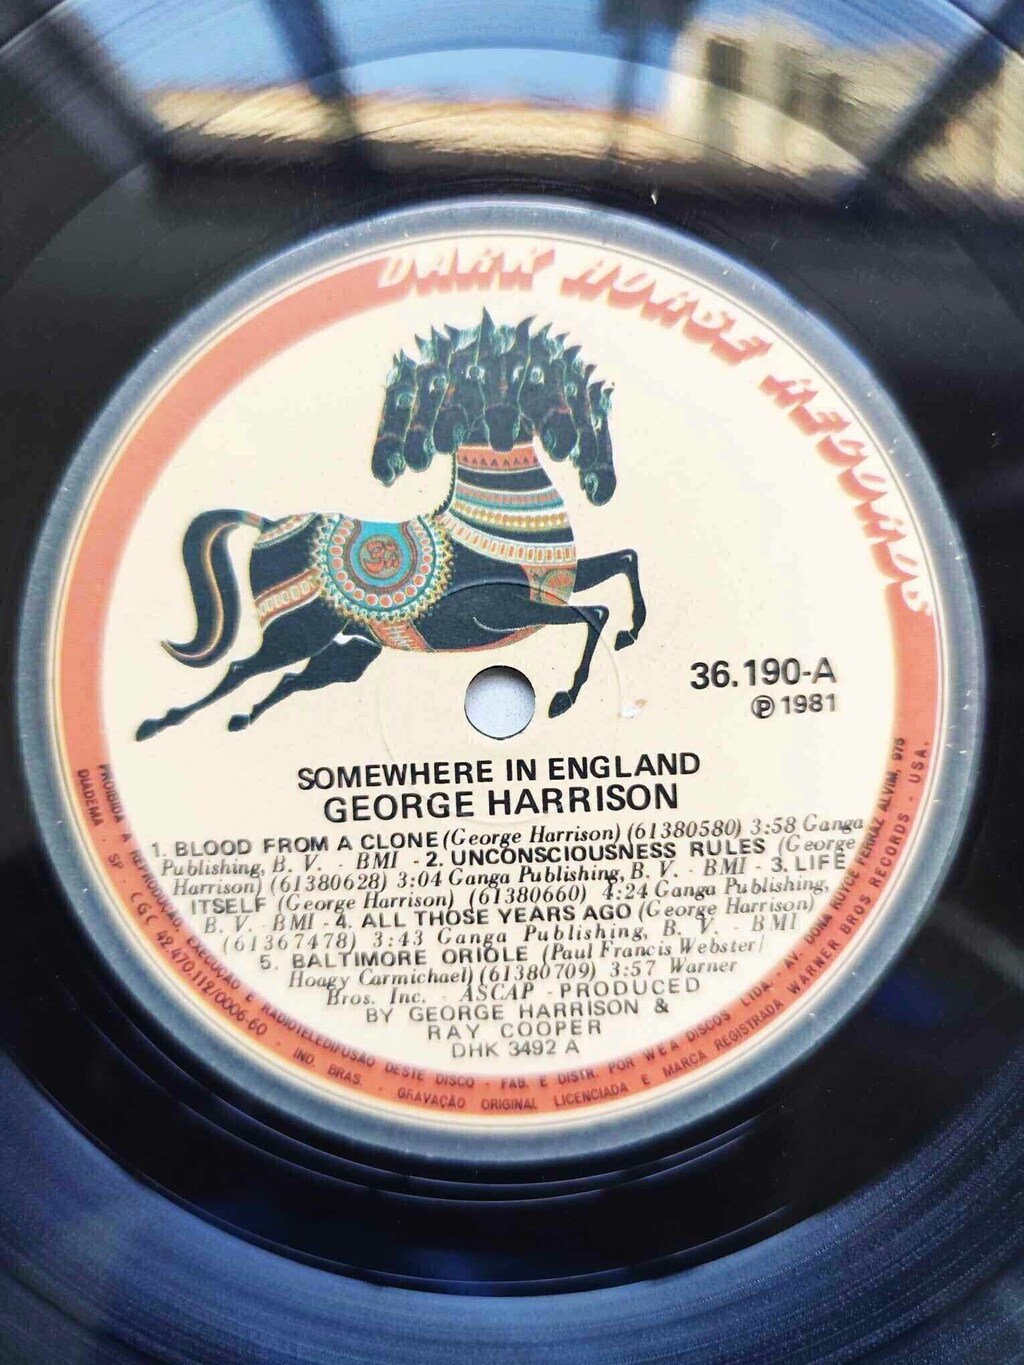 DARK HORSE RECORDS
36.190-A
Ⓟ 1981
SOMEWHERE IN ENGLAND
GEORGE HARRISON
1. BLOOD FROM A CLONE (George Harrison) (61380580) 3:58 Ganga
Publishing, B. V. - BMI - 2. UNCONSCIOUSNESS RULES (George
Harrison) (61380628) 3:04 Ganga Publishing, B. V. - BMI - 3. LIFE
ITSELF (George Harrison) (61380660) 4:24 Ganga Publishing,
B. V. - BMI - 4. ALL THOSE YEARS AGO (George Harrison)
(61367478) 3:43 Ganga Publishing, B. V. - BMI
5. BALTIMORE ORIOLE (Paul Francis Webster/
Hoagy Carmichael) (61380709) 3:57 Warner
Bros. Inc. - ASCAP - PRODUCED
BY GEORGE HARRISON &
RAY COOPER
DHK 3492 A
PROIBIDA A REPRODUÇÃO, EXECUÇÃO E RADIOTELEDIFUSÃO DESTE DISCO - FAB. E DISTR. POR WEA DISCOS LTDA. - AV. DONA RUYCE FERRAZ ALVIM, 975
DIADEMA - SP - CGC 42.470.112/0006-60 - IND. BRAS. - GRAVAÇÃO ORIGINAL LICENCIADA E MARCA REGISTRADA WARNER BROS RECORDS - USA.